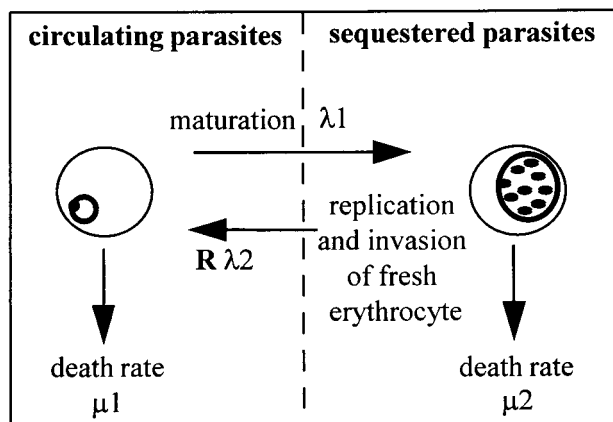 circulating parasites
sequestered parasites
maturation λ1
replication
and invasion
of fresh
erythrocyte
R λ2
death rate
μ1
death rate
μ2